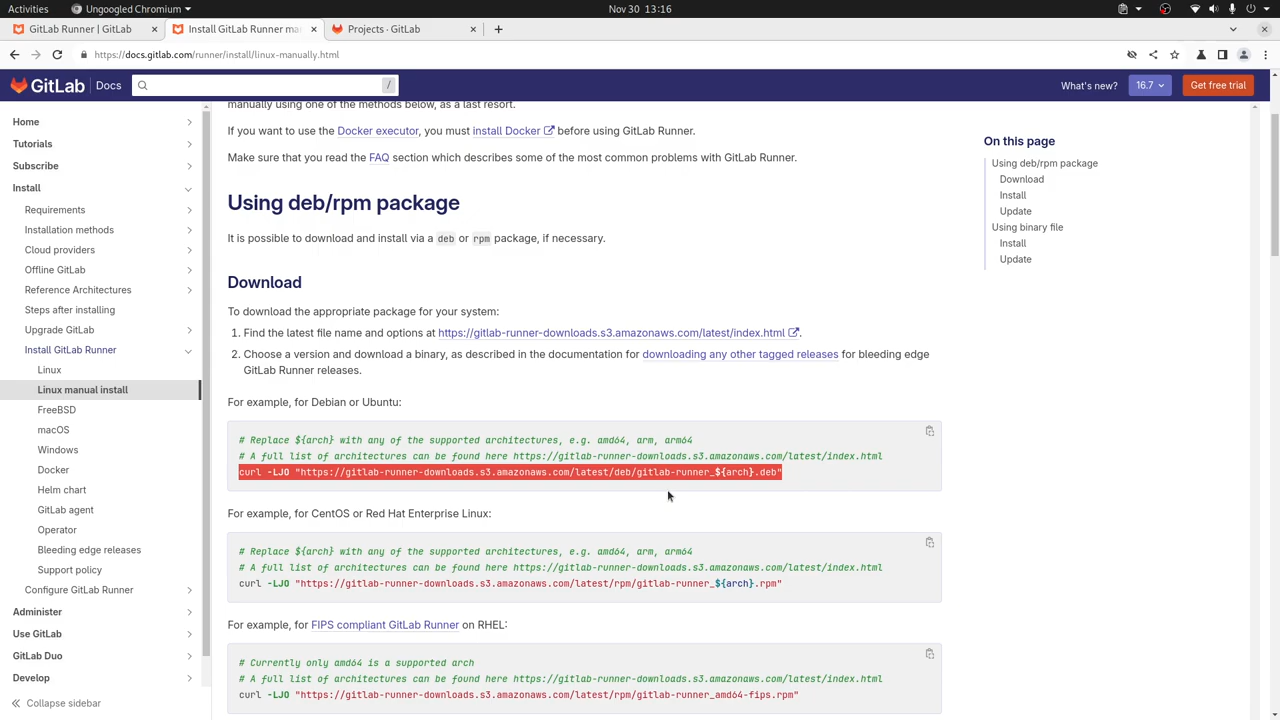 Activities
Ungoogled Chromium
Nov 30 13:16
GitLab Runner | GitLab
Install GitLab Runner ma
Projects · GitLab
https://docs.gitlab.com/runner/install/linux-manually.html
GitLab Docs
/
What's new?
16.7
Get free trial
Home
Tutorials
Subscribe
Install
Requirements
Installation methods
Cloud providers
Offline GitLab
Reference Architectures
Steps after installing
Upgrade GitLab
Install GitLab Runner
Linux
Linux manual install
FreeBSD
macOS
Windows
Docker
Helm chart
GitLab agent
Operator
Bleeding edge releases
Support policy
Configure GitLab Runner
Administer
Use GitLab
GitLab Duo
Develop
Collapse sidebar
manually using one of the methods below, as a last resort.
If you want to use the Docker executor, you must install Docker before using GitLab Runner.
Make sure that you read the FAQ section which describes some of the most common problems with GitLab Runner.
Using deb/rpm package
It is possible to download and install via a deb or rpm package, if necessary.
Download
To download the appropriate package for your system:
1. Find the latest file name and options at https://gitlab-runner-downloads.s3.amazonaws.com/latest/index.html .
2. Choose a version and download a binary, as described in the documentation for downloading any other tagged releases for bleeding edge
GitLab Runner releases.
For example, for Debian or Ubuntu:
# Replace ${arch} with any of the supported architectures, e.g. amd64, arm, arm64
# A full list of architectures can be found here https://gitlab-runner-downloads.s3.amazonaws.com/latest/index.html
curl -LJO "https://gitlab-runner-downloads.s3.amazonaws.com/latest/deb/gitlab-runner_${arch}.deb"
For example, for CentOS or Red Hat Enterprise Linux:
# Replace ${arch} with any of the supported architectures, e.g. amd64, arm, arm64
# A full list of architectures can be found here https://gitlab-runner-downloads.s3.amazonaws.com/latest/index.html
curl -LJO "https://gitlab-runner-downloads.s3.amazonaws.com/latest/rpm/gitlab-runner_${arch}.rpm"
For example, for FIPS compliant GitLab Runner on RHEL:
# Currently only amd64 is a supported arch
# A full list of architectures can be found here https://gitlab-runner-downloads.s3.amazonaws.com/latest/index.html
curl -LJO "https://gitlab-runner-downloads.s3.amazonaws.com/latest/rpm/gitlab-runner_amd64-fips.rpm"
On this page
Using deb/rpm package
Download
Install
Update
Using binary file
Install
Update